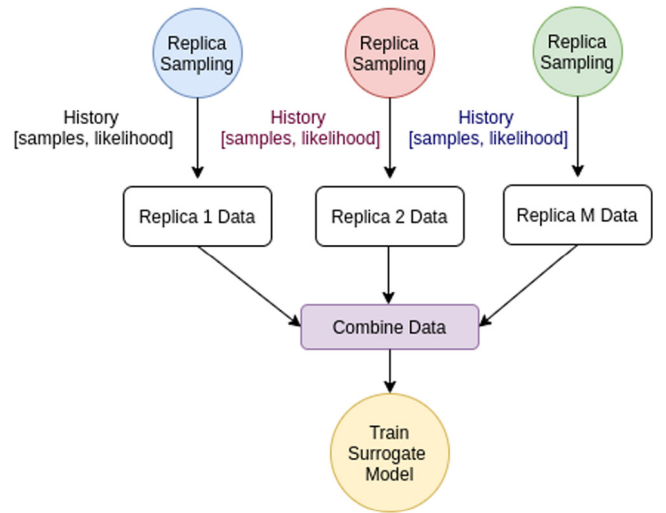 Replica
Sampling
Replica
Sampling
Replica
Sampling
History
[samples, likelihood]
History
[samples, likelihood]
History
[samples, likelihood]
Replica 1 Data
Replica 2 Data
Replica M Data
Combine Data
Train
Surrogate
Model